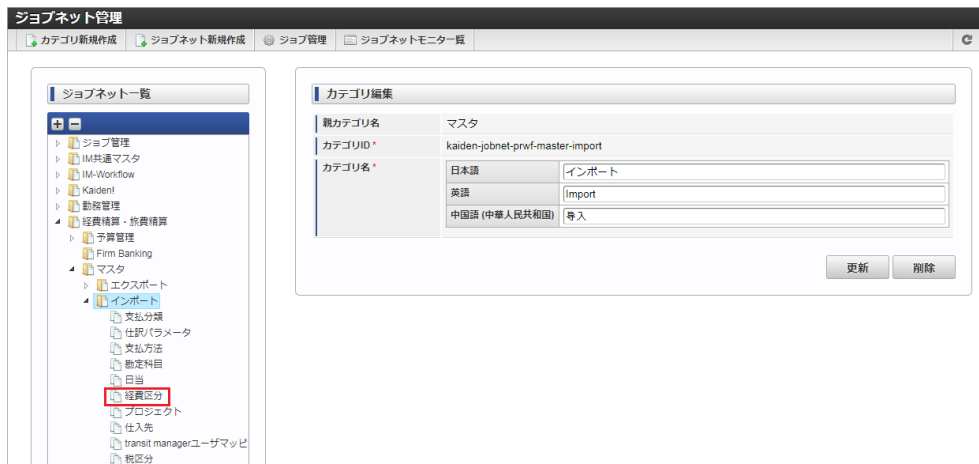 ジョブネット管理
カテゴリ新規作成 ジョブネット新規作成 ジョブ管理 ジョブネットモニタ一覧
ジョブネット一覧
ジョブ管理
IM共通マスタ
IM-Workflow
Kaiden!
勤務管理
経費精算・旅費精算
予算管理
Firm Banking
マスタ
エクスポート
インポート
支払分類
仕訳パラメータ
支払方法
勘定科目
日当
経費区分
プロジェクト
仕入先
transit managerユーザマッピ
税区分
カテゴリ編集
親カテゴリ名 マスタ
カテゴリID * kaiden-jobnet-prwf-master-import
カテゴリ名 * 日本語 インポート
英語 Import
中国語 (中華人民共和国) 导入
更新 削除